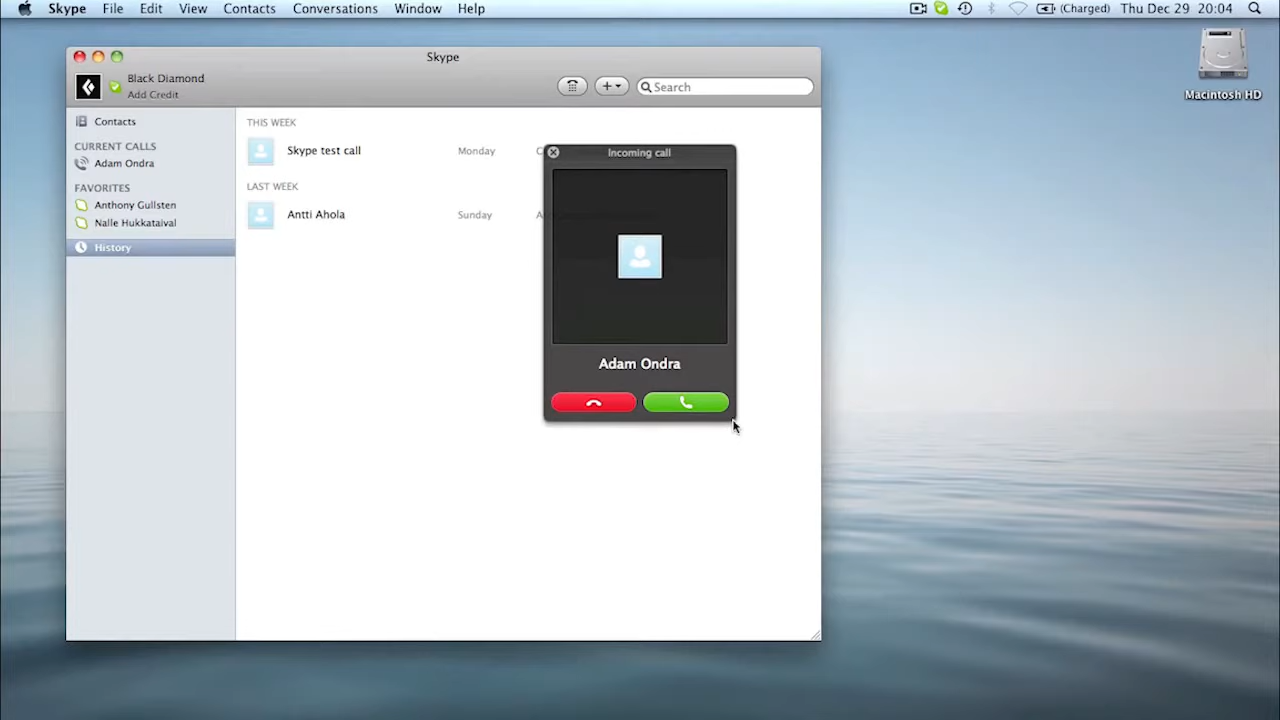 Skype File Edit View Contacts Conversations Window Help (Charged) Thu Dec 29 20:04
Macintosh HD
Skype
Black Diamond
Add Credit
Search
Contacts
CURRENT CALLS
Adam Ondra
FAVORITES
Anthony Gullsten
Nalle Hukkataival
History
THIS WEEK
Skype test call Monday
LAST WEEK
Antti Ahola Sunday
Incoming call
Adam Ondra